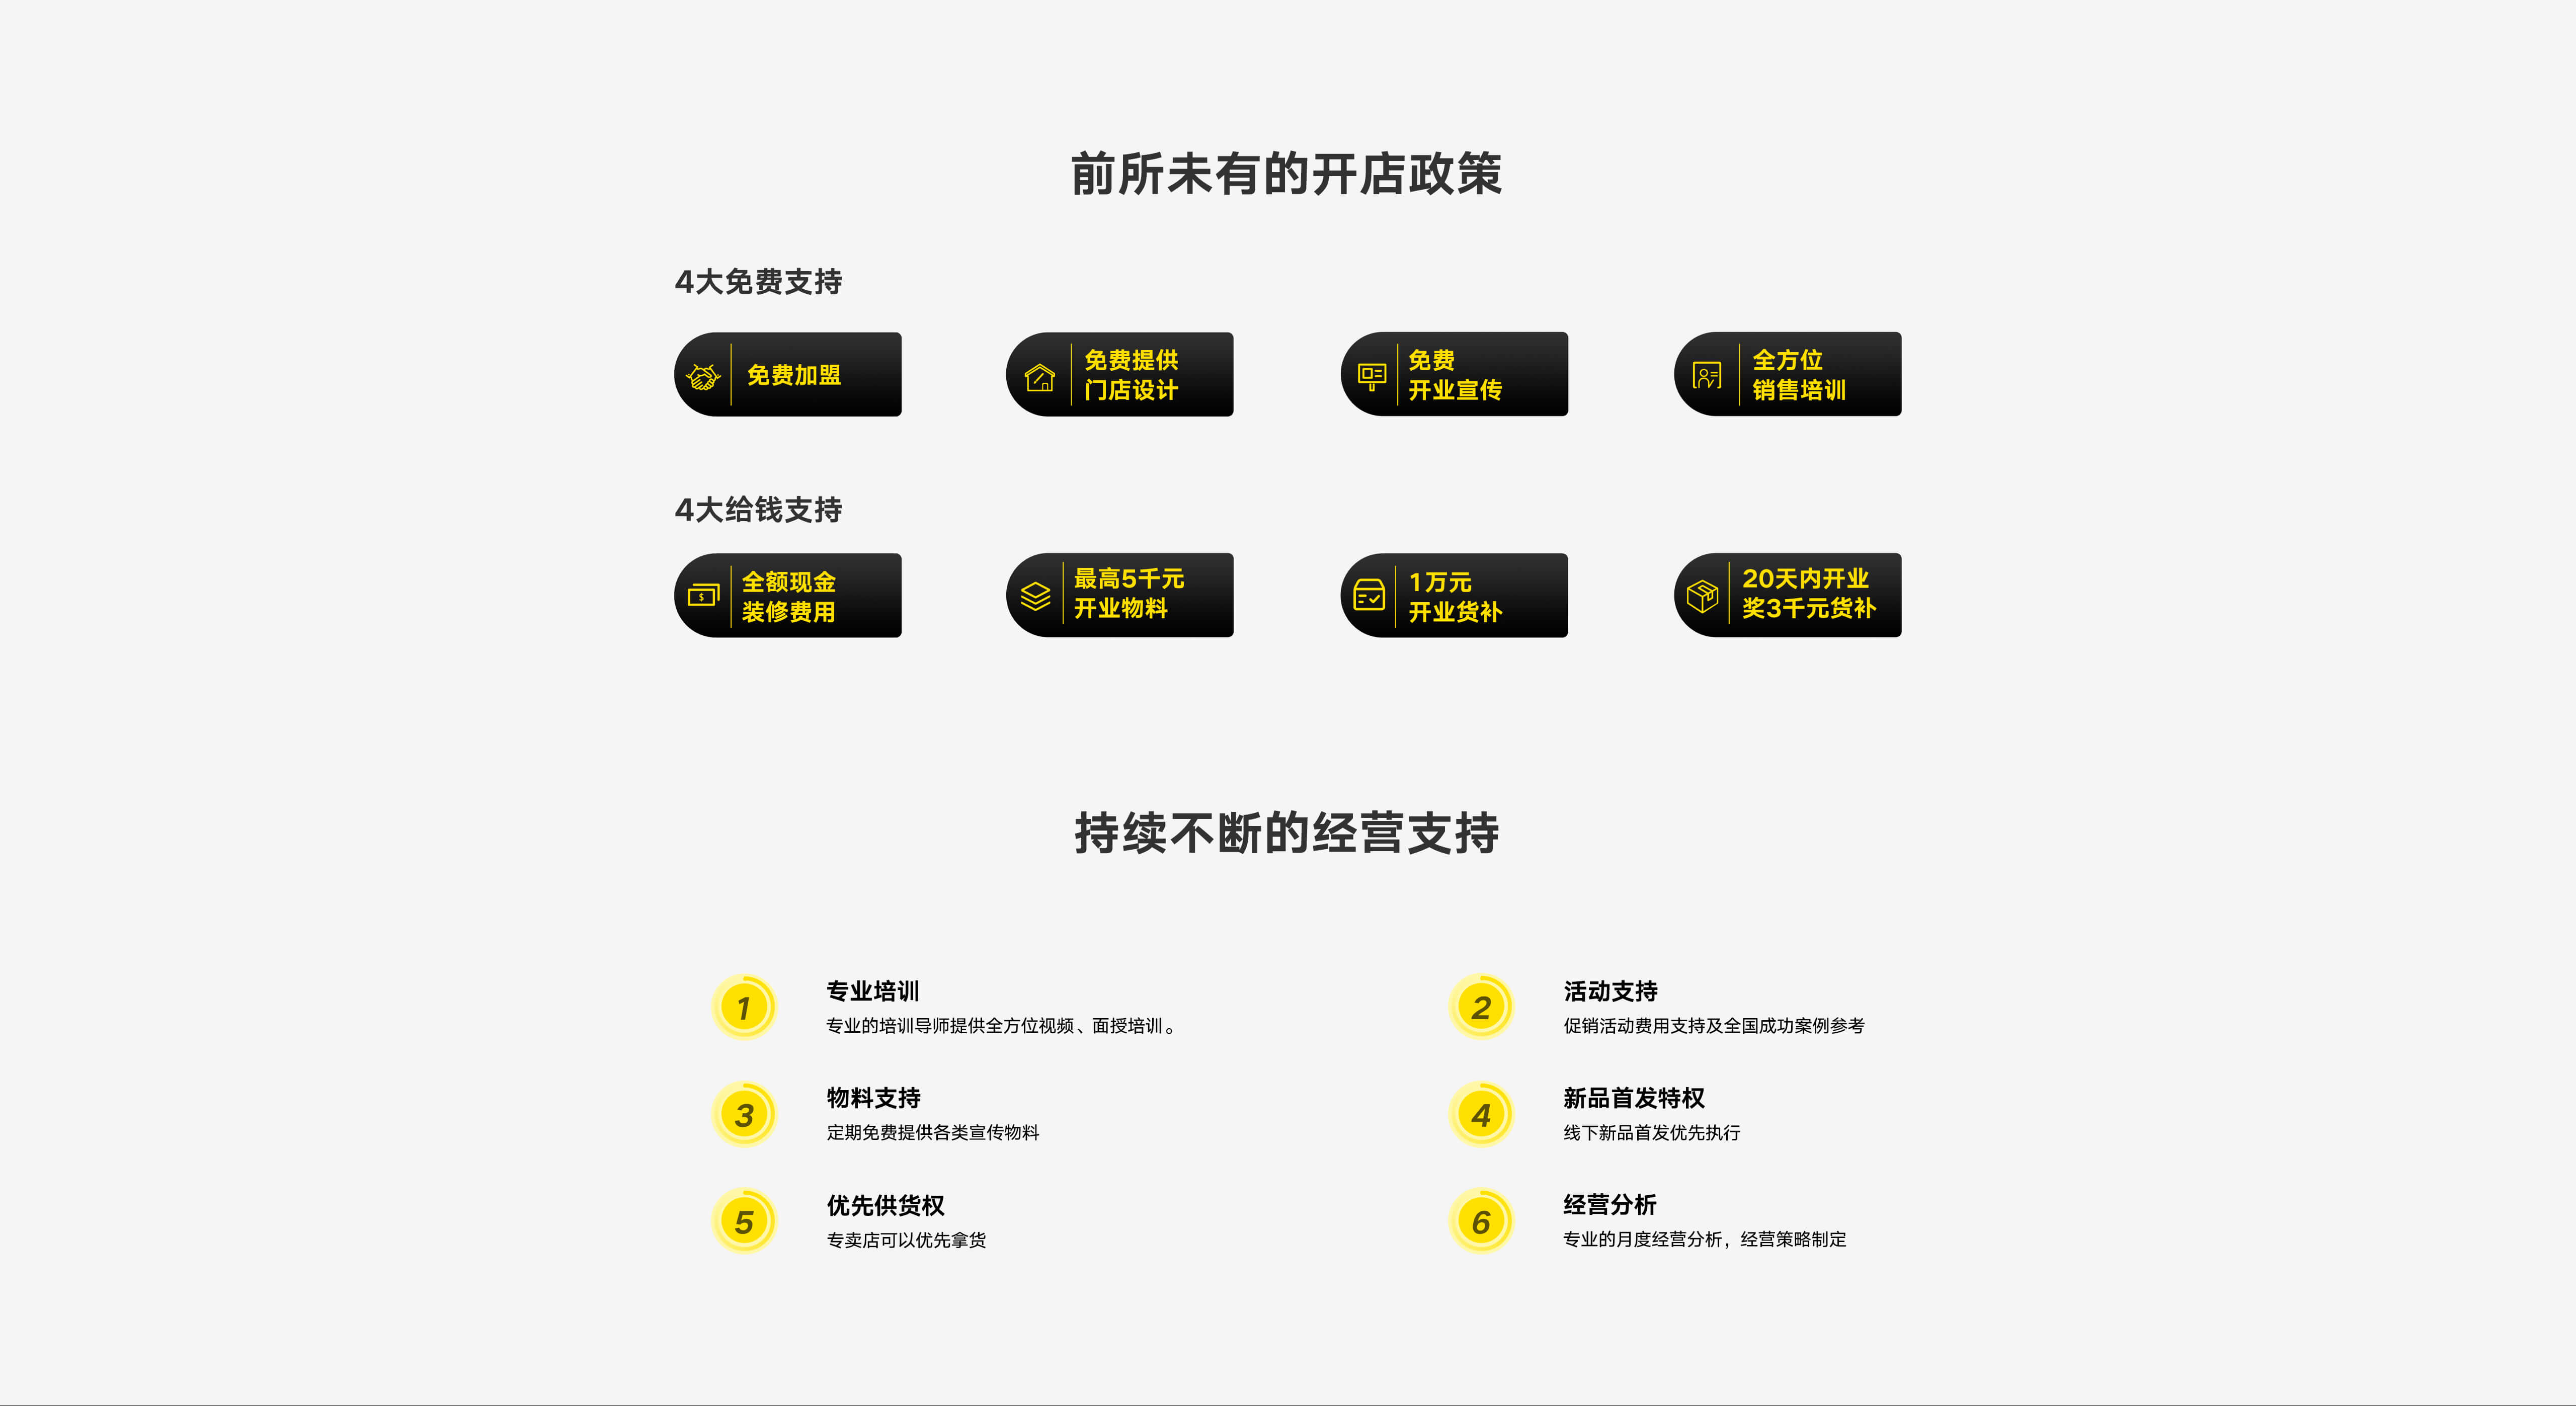 前所未有的开店政策
4大免费支持
免费加盟
免费提供
门店设计
免费
开业宣传
全方位
销售培训
4大给钱支持
全额现金
装修费用
最高5千元
开业物料
1万元
开业货补
20天内开业
奖3千元货补
持续不断的经营支持
1
专业培训
专业的培训导师提供全方位视频、面授培训。
2
活动支持
促销活动费用支持及全国成功案例参考
3
物料支持
定期免费提供各类宣传物料
4
新品首发特权
线下新品首发优先执行
5
优先供货权
专卖店可以优先拿货
6
经营分析
专业的月度经营分析，经营策略制定